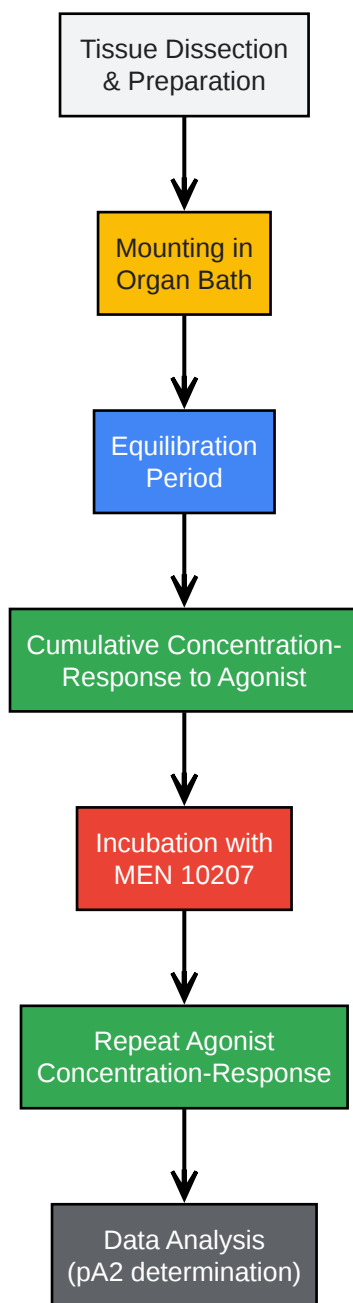 Tissue Dissection
& Preparation
Mounting in
Organ Bath
Equilibration
Period
Cumulative Concentration-
Response to Agonist
Incubation with
MEN 10207
Repeat Agonist
Concentration-Response
Data Analysis
(pA2 determination)